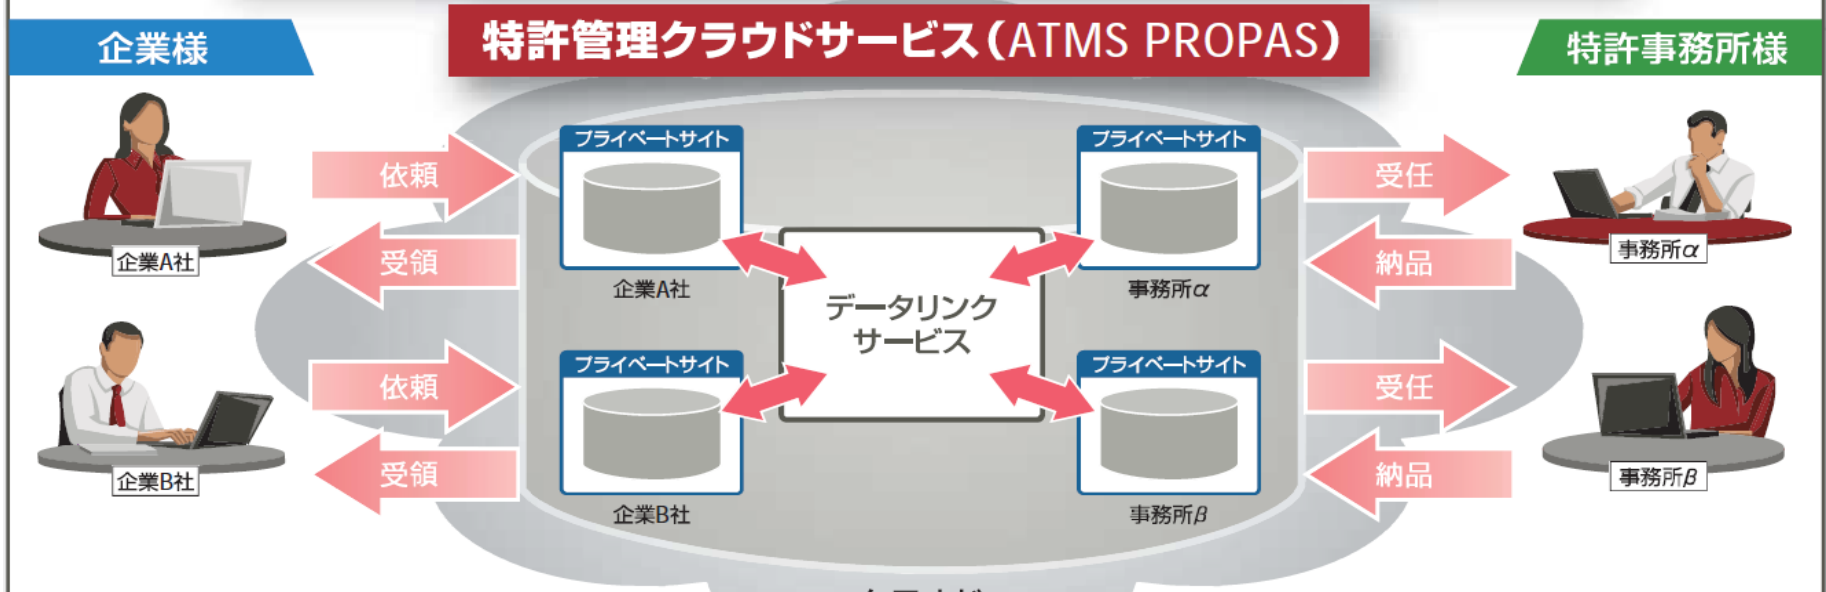 企業様
特許管理クラウドサービス（ATMS PROPAS）
特許事務所様
プライベートサイト
プライベートサイト
依頼
受任
受領
納品
企業A社
企業A社
事務所α
事務所α
データリンク
サービス
プライベートサイト
プライベートサイト
依頼
受任
受領
納品
企業B社
企業B社
事務所β
事務所β